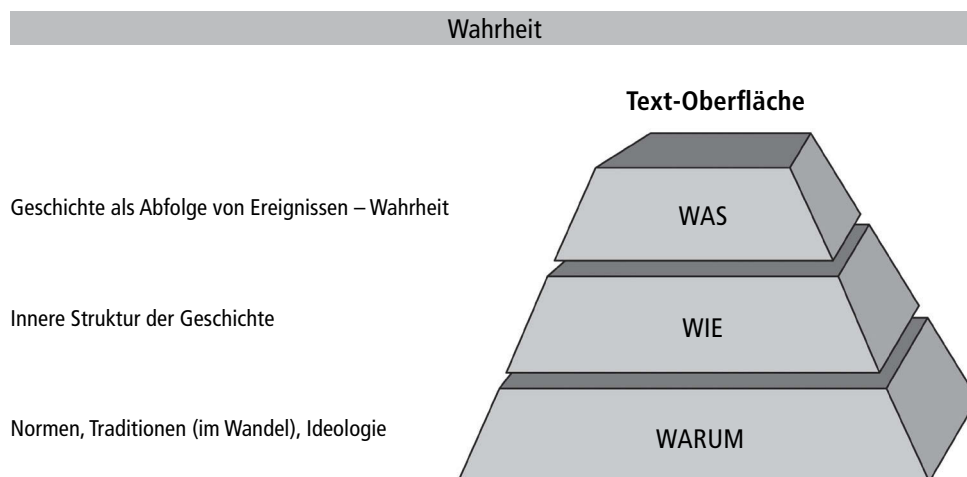 Wahrheit
Text-Oberfläche
Geschichte als Abfolge von Ereignissen – Wahrheit
WAS
Innere Struktur der Geschichte
WIE
Normen, Traditionen (im Wandel), Ideologie
WARUM